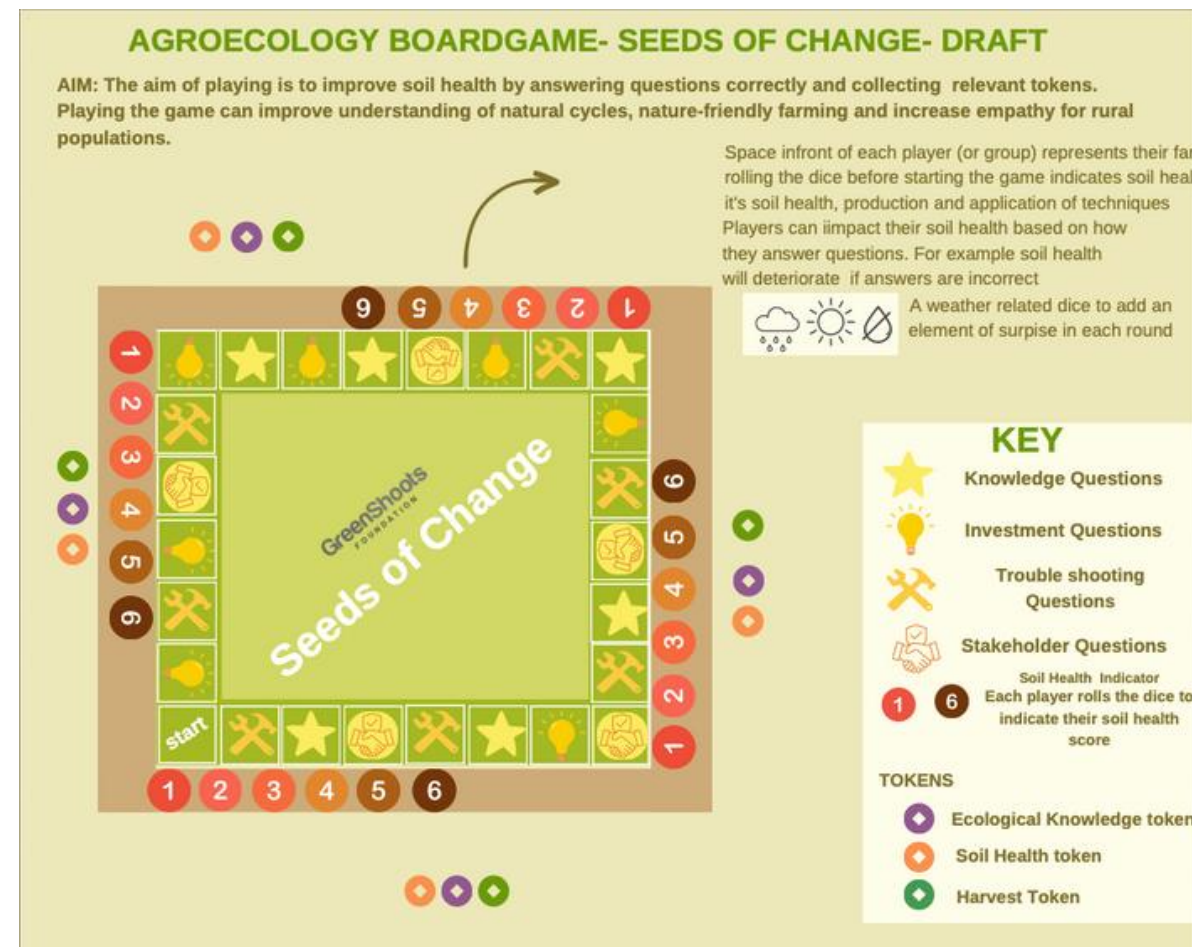 AGROECOLOGY BOARDGAME- SEEDS OF CHANGE- DRAFT
AIM: The aim of playing is to improve soil health by answering questions correctly and collecting relevant tokens.
Playing the game can improve understanding of natural cycles, nature-friendly farming and increase empathy for rural
populations.
Space infront of each player (or group) represents their far
rolling the dice before starting the game indicates soil heal
it's soil health, production and application of techniques
Players can iimpact their soil health based on how
they answer questions. For example soil health
will deteriorate if answers are incorrect
A weather related dice to add an
element of surpise in each round
6 5 4 3 2 1
1
2
3
4
5
6
GreenShoots
FOUNDATION
Seeds of Change
6
5
4
3
2
1
start
1 2 3 4 5 6
KEY
Knowledge Questions
Investment Questions
Trouble shooting
Questions
Stakeholder Questions
Soil Health Indicator
1 6 Each player rolls the dice to
indicate their soil health
score
TOKENS
Ecological Knowledge token
Soil Health token
Harvest Token